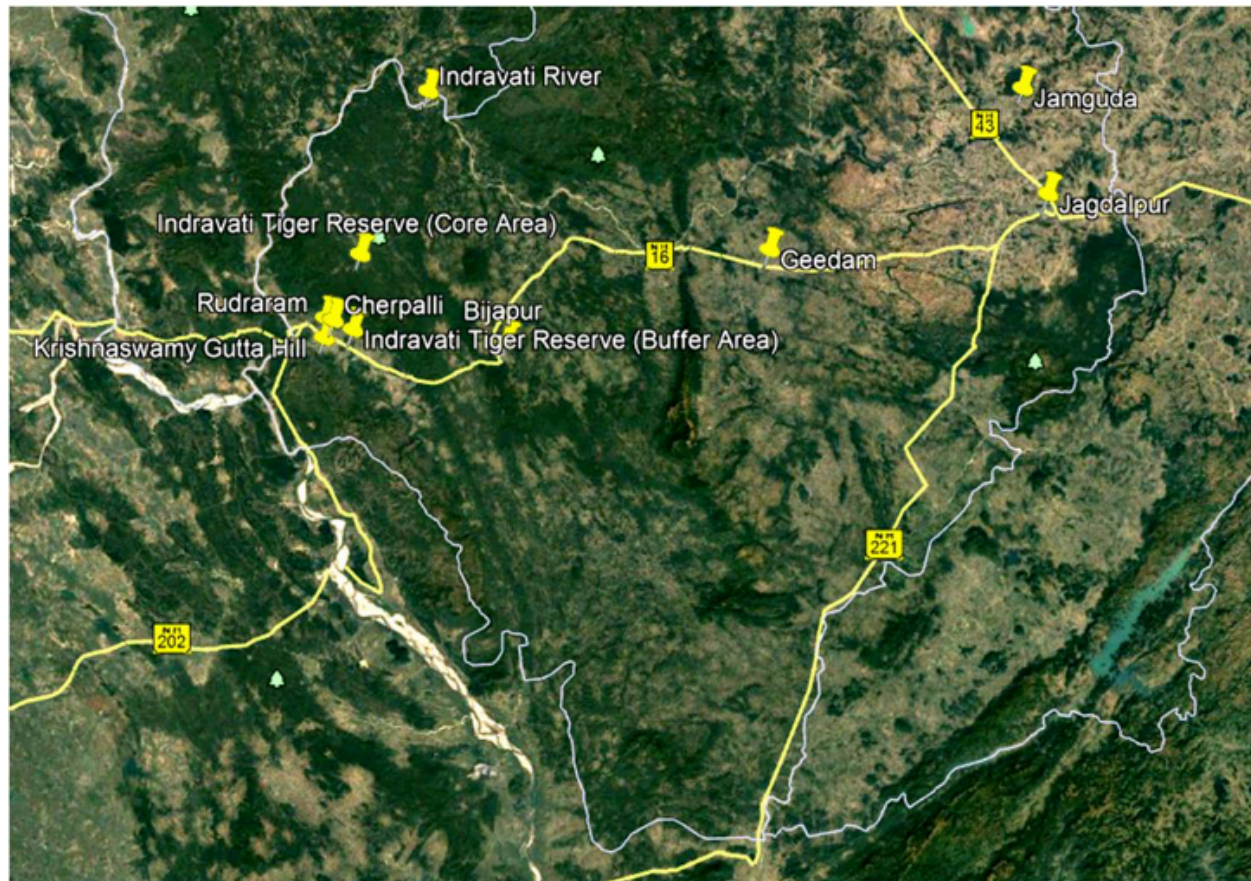 Indravati River
Jamguda
43
Jagdalpur
Indravati Tiger Reserve (Core Area)
16
Geedam
Rudraram
Cherpalli
Bijapur
Krishnaswamy Gutta Hill
Indravati Tiger Reserve (Buffer Area)
221
202